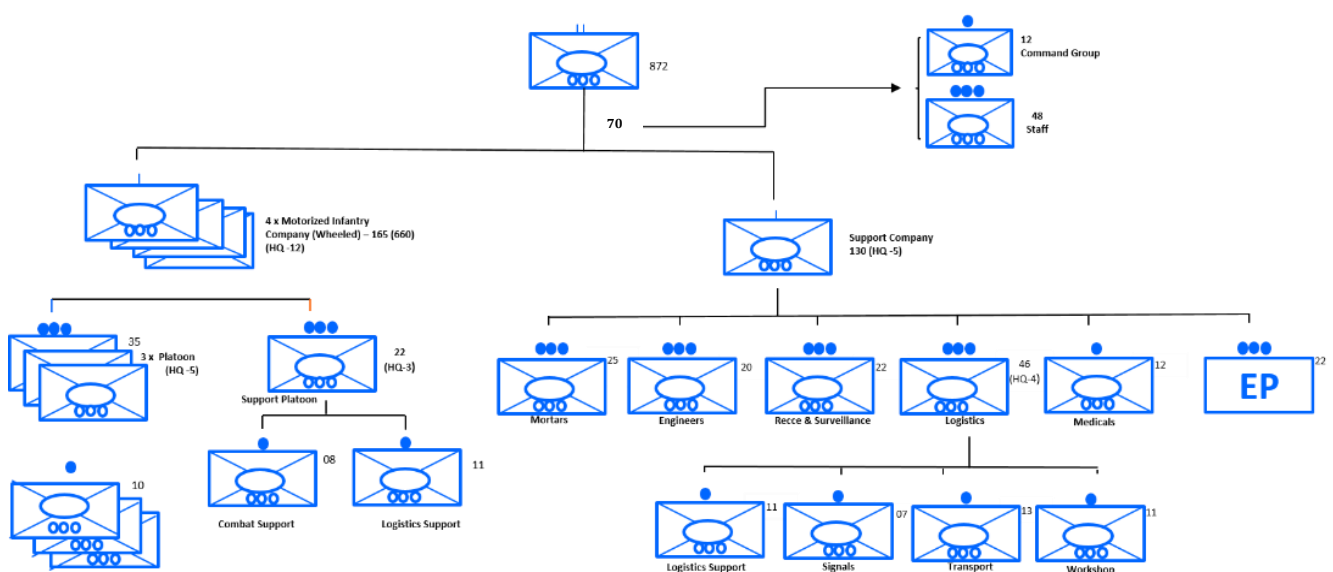 872
12
Command Group
70
48
Staff
4 x Motorized Infantry
Company (Wheeled) – 165 (660)
(HQ -12)
Support Company
130 (HQ -5)
35
3 x Platoon
(HQ -5)
22
(HQ-3)
Support Platoon
25
Mortars
20
Engineers
22
Recce & Surveillance
46
(HQ-4)
Logistics
12
Medicals
22
EP
10
08
Combat Support
11
Logistics Support
11
Logistics Support
07
Signals
13
Transport
11
Workshop